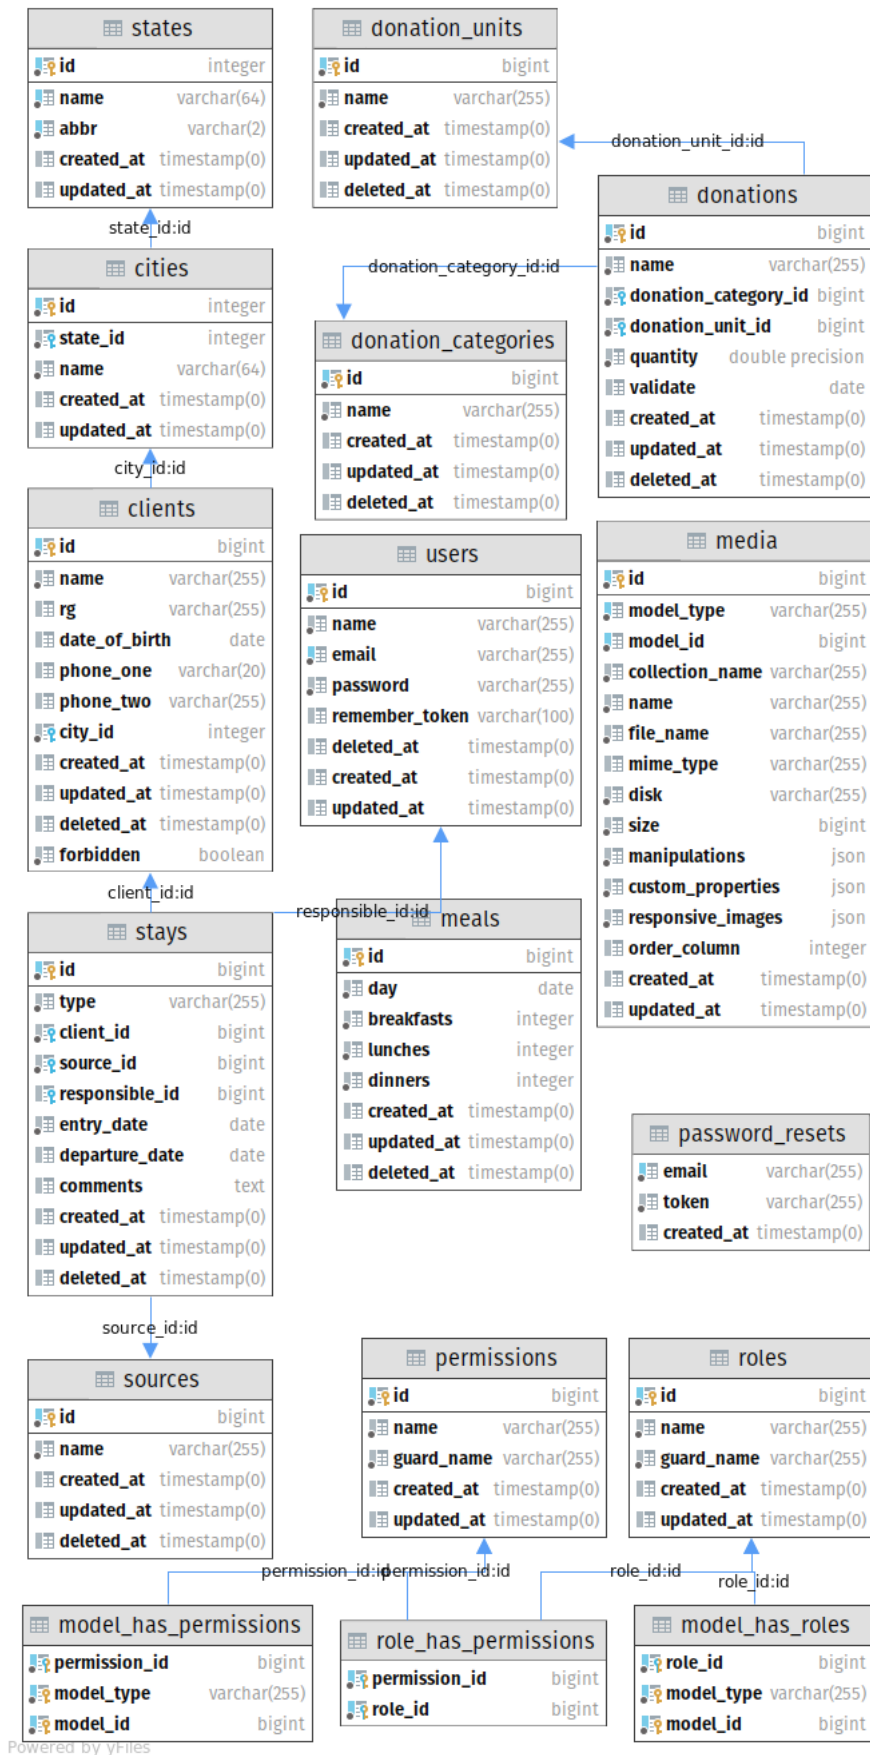 states
id integer
name varchar(64)
abbr varchar(2)
created_at timestamp(0)
updated_at timestamp(0)
donation_units
id bigint
name varchar(255)
created_at timestamp(0)
updated_at timestamp(0)
deleted_at timestamp(0)
donation_unit_id:id
donations
id bigint
name varchar(255)
donation_category_id bigint
donation_unit_id bigint
quantity double precision
validate date
created_at timestamp(0)
updated_at timestamp(0)
deleted_at timestamp(0)
state_id:id
cities
id integer
state_id integer
name varchar(64)
created_at timestamp(0)
updated_at timestamp(0)
donation_category_id:id
donation_categories
id bigint
name varchar(255)
created_at timestamp(0)
updated_at timestamp(0)
deleted_at timestamp(0)
city_id:id
clients
id bigint
name varchar(255)
rg varchar(255)
date_of_birth date
phone_one varchar(20)
phone_two varchar(255)
city_id integer
created_at timestamp(0)
updated_at timestamp(0)
deleted_at timestamp(0)
forbidden boolean
users
id bigint
name varchar(255)
email varchar(255)
password varchar(255)
remember_token varchar(100)
deleted_at timestamp(0)
created_at timestamp(0)
updated_at timestamp(0)
media
id bigint
model_type varchar(255)
model_id bigint
collection_name varchar(255)
name varchar(255)
file_name varchar(255)
mime_type varchar(255)
disk varchar(255)
size bigint
manipulations json
custom_properties json
responsive_images json
order_column integer
created_at timestamp(0)
updated_at timestamp(0)
client_id:id
responsible_id:id
stays
id bigint
type varchar(255)
client_id bigint
source_id bigint
responsible_id bigint
entry_date date
departure_date date
comments text
created_at timestamp(0)
updated_at timestamp(0)
deleted_at timestamp(0)
meals
id bigint
day date
breakfasts integer
lunches integer
dinners integer
created_at timestamp(0)
updated_at timestamp(0)
deleted_at timestamp(0)
password_resets
email varchar(255)
token varchar(255)
created_at timestamp(0)
source_id:id
sources
id bigint
name varchar(255)
created_at timestamp(0)
updated_at timestamp(0)
deleted_at timestamp(0)
permissions
id bigint
name varchar(255)
guard_name varchar(255)
created_at timestamp(0)
updated_at timestamp(0)
roles
id bigint
name varchar(255)
guard_name varchar(255)
created_at timestamp(0)
updated_at timestamp(0)
permission_id:id
permission_id:id
role_id:id
role_id:id
model_has_permissions
permission_id bigint
model_type varchar(255)
model_id bigint
role_has_permissions
permission_id bigint
role_id bigint
model_has_roles
role_id bigint
model_type varchar(255)
model_id bigint
Powered by yFiles